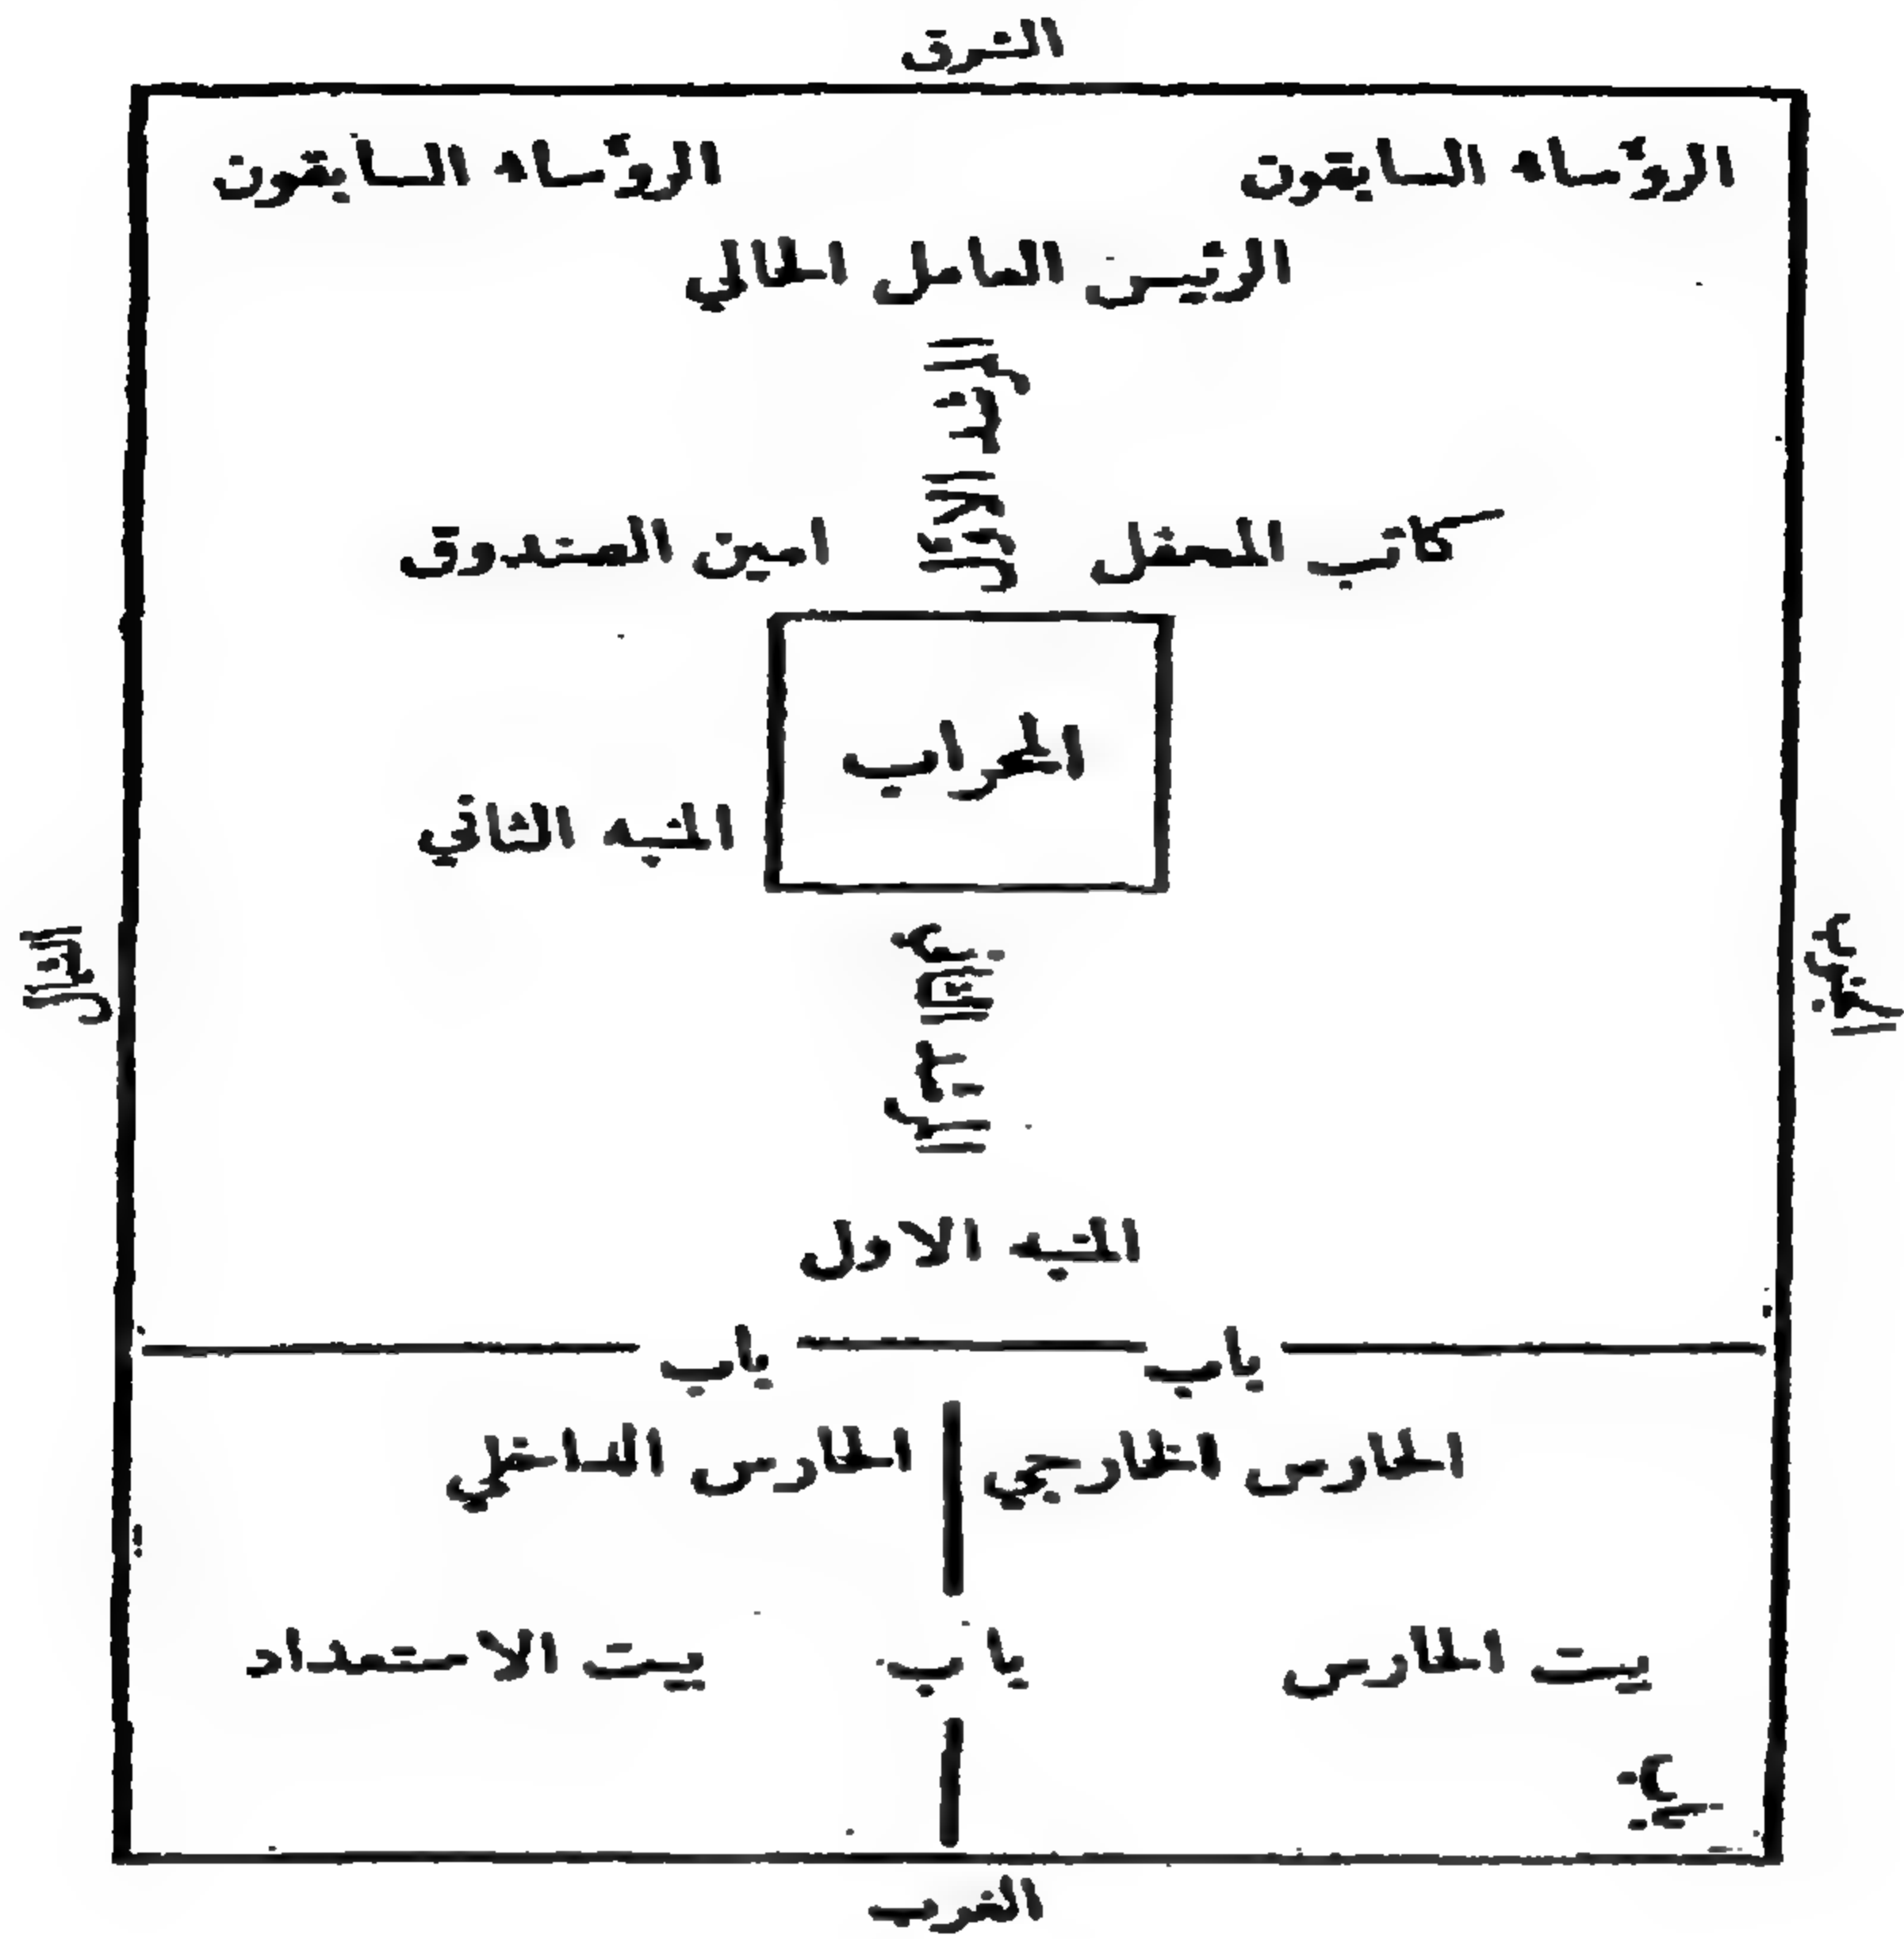 الشرق
الرؤساء السابقون
الرؤساء السابقون
الرئيس العامل الحالي
المرشد الاول
كاتب المحفل
امين الصندوق
المحراب
المنبه الثاني
الجنوب
الشمال
المرشد الثاني
المنبه الاول
باب
باب
الحارس الخارجي
الحارس الداخلي
بيت الحارس
باب
بيت الاستعداد
الغرب